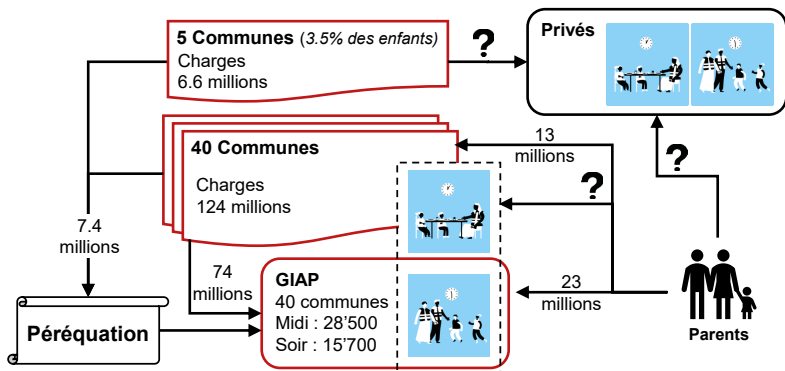 5 Communes (3.5% des enfants)
Charges
6.6 millions
?
Privés
40 Communes
Charges
124 millions
13
millions
?
?
7.4
millions
74
millions
GIAP
40 communes
Midi : 28'500
Soir : 15'700
23
millions
Péréquation
Parents